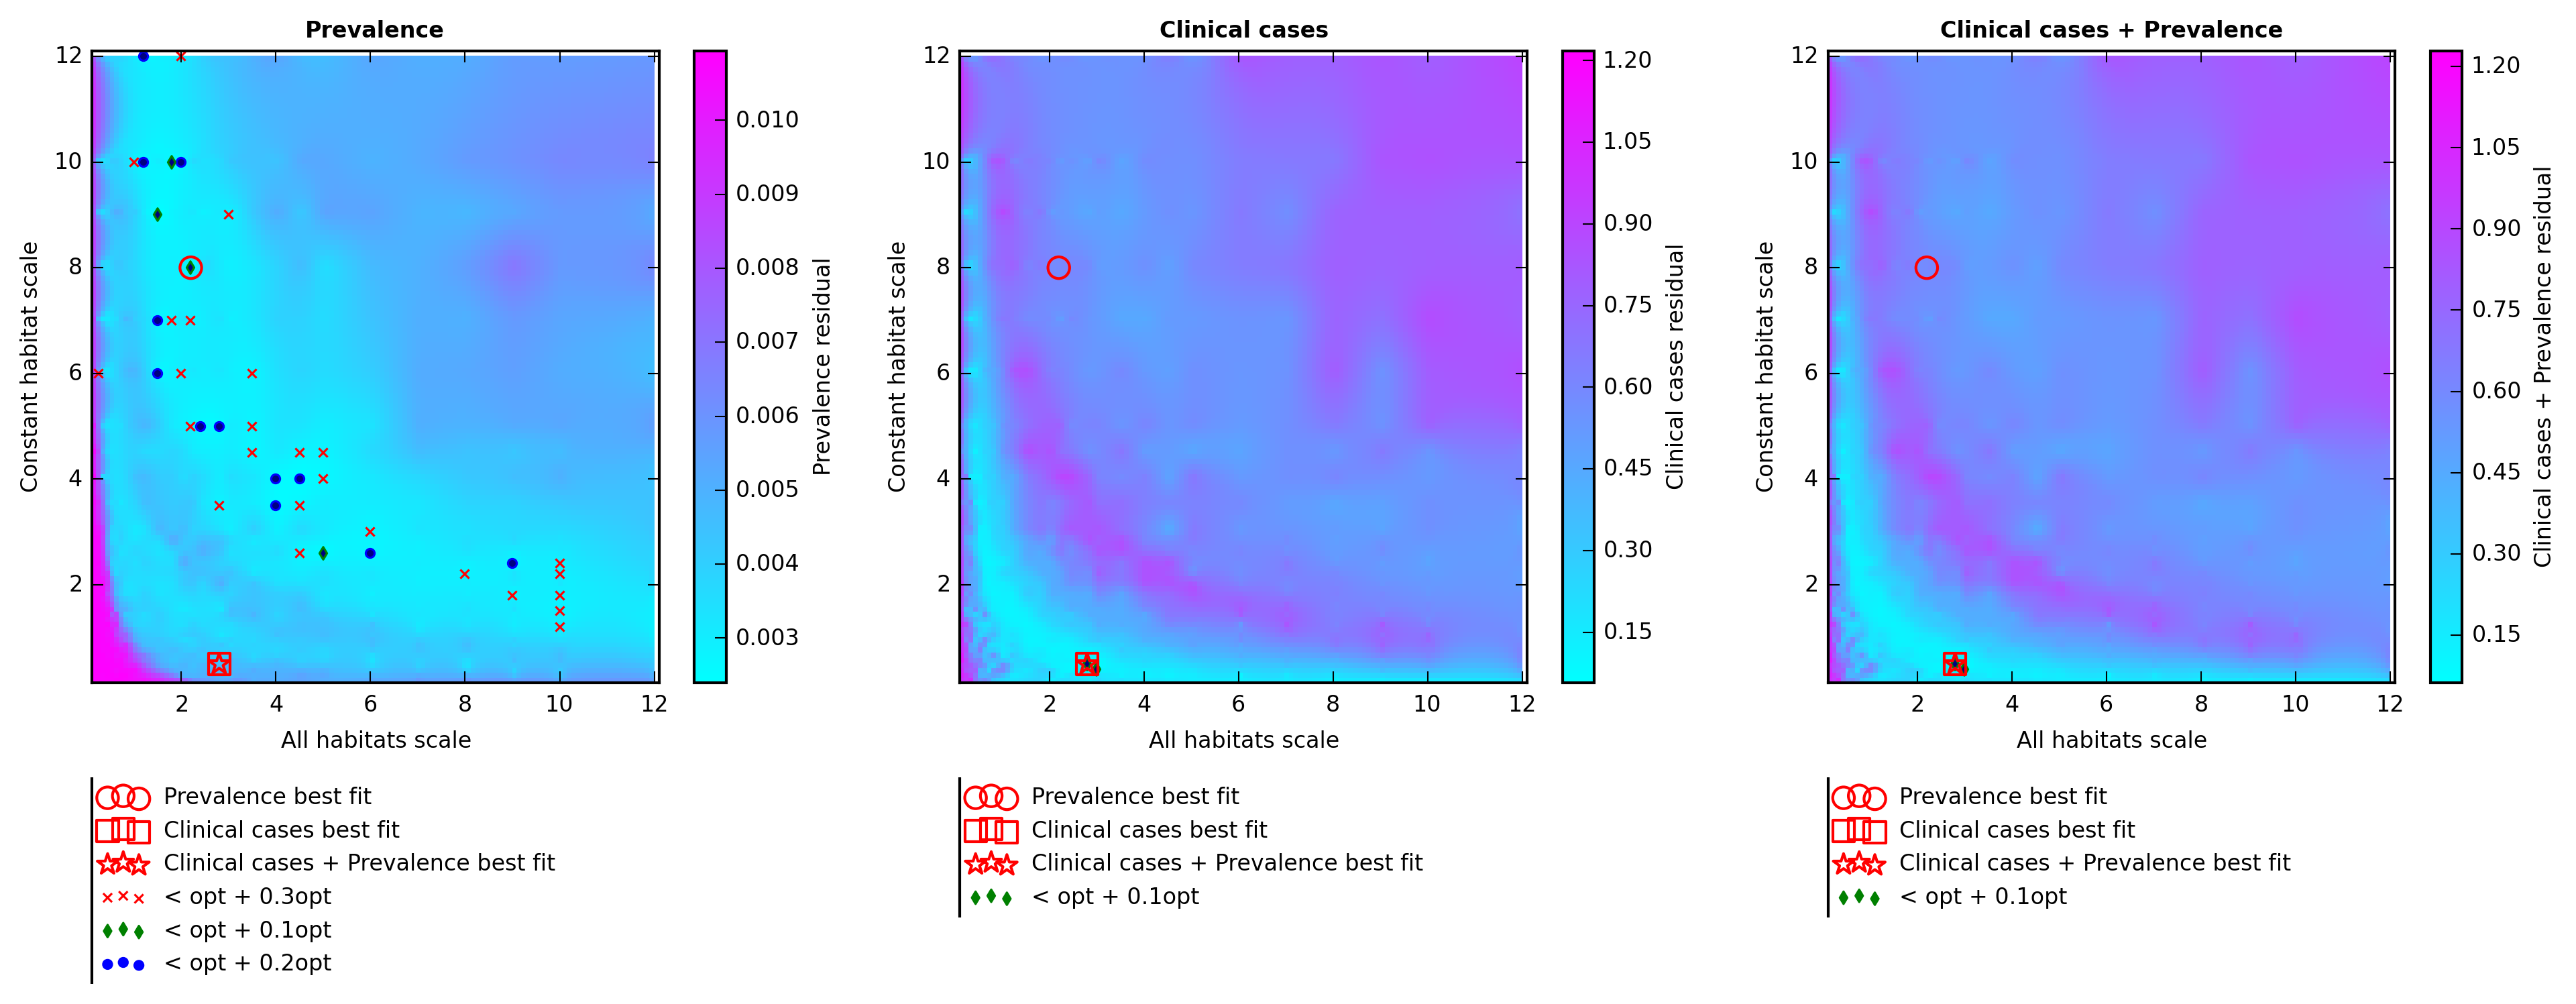 Prevalence
Constant habitat scale
12
10
8
6
4
2
2 4 6 8 10 12
All habitats scale
0.010
0.009
0.008
0.007
0.006
0.005
0.004
0.003
Prevalence residual
Prevalence best fit
Clinical cases best fit
Clinical cases + Prevalence best fit
< opt + 0.3opt
< opt + 0.1opt
< opt + 0.2opt
Clinical cases
Constant habitat scale
12
10
8
6
4
2
2 4 6 8 10 12
All habitats scale
1.20
1.05
0.90
0.75
0.60
0.45
0.30
0.15
Clinical cases residual
Prevalence best fit
Clinical cases best fit
Clinical cases + Prevalence best fit
< opt + 0.1opt
Clinical cases + Prevalence
Constant habitat scale
12
10
8
6
4
2
2 4 6 8 10 12
All habitats scale
1.20
1.05
0.90
0.75
0.60
0.45
0.30
0.15
Clinical cases + Prevalence residual
Prevalence best fit
Clinical cases best fit
Clinical cases + Prevalence best fit
< opt + 0.1opt